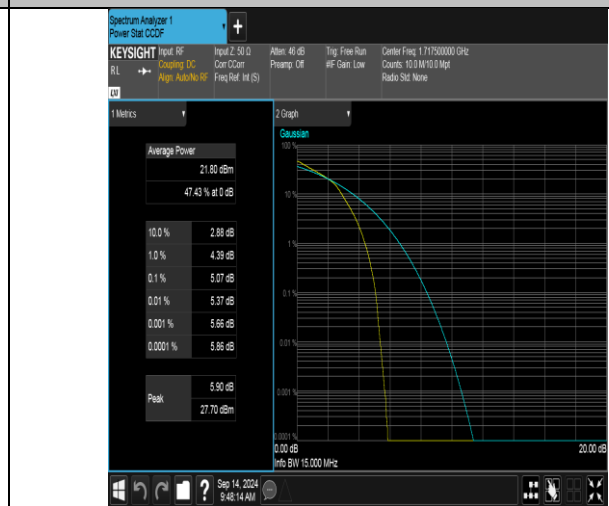 Spectrum Analyzer 1
Power Stat CCDF
+
KEYSIGHT Input: RF Input Z: 50 Ω Atten: 46 dB Trig: Free Run Center Freq: 1.717500000 GHz
RL Coupling: DC Corr CCorr Preamp: Off #IF Gain: Low Counts: 10.0 M/10.0 Mpt
Align: Auto/No RF Freq Ref: Int (S) Radio Std: None
LXI
1 Metrics
Average Power
21.80 dBm
47.43 % at 0 dB
10.0 % 2.88 dB
1.0 % 4.39 dB
0.1 % 5.07 dB
0.01 % 5.37 dB
0.001 % 5.66 dB
0.0001 % 5.86 dB
Peak 5.90 dB
27.70 dBm
2 Graph
Gaussian
100 %
10 %
1 %
0.1 %
0.01 %
0.001 %
0.0001 %
0.00 dB 20.00 dB
Info BW 15.000 MHz
? Sep 14, 2024
9:48:14 AM